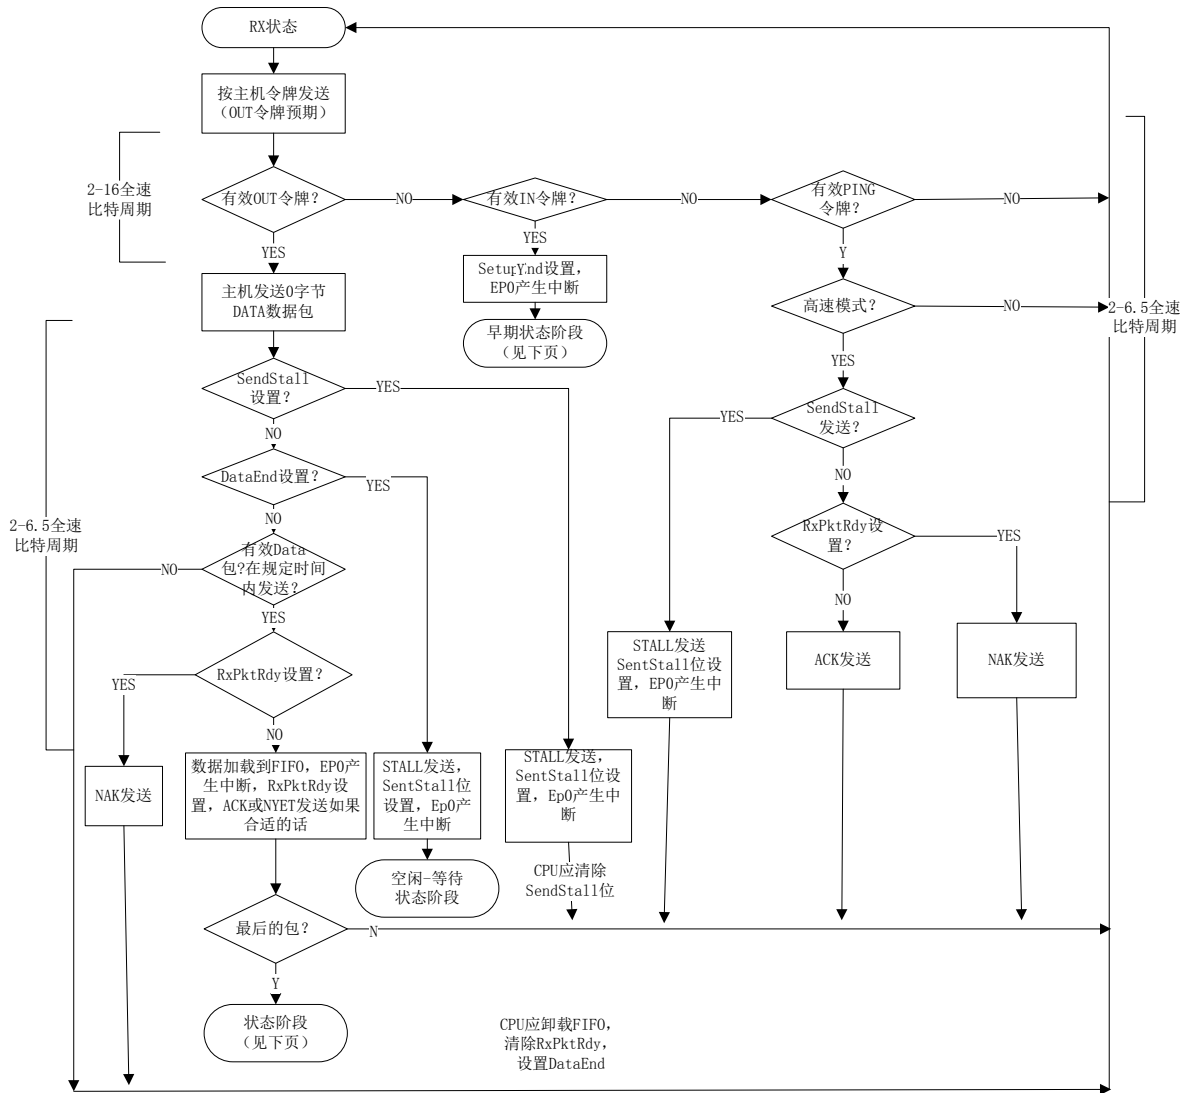 RX状态
按主机令牌发送
（OUT令牌预期）
2-16全速
比特周期
有效OUT令牌?
NO
有效IN令牌?
NO
有效PING
令牌?
NO
YES
YES
Y
主机发送0字节
DATA数据包
EP0产生中断
早期状态阶段
（见下页）
高速模式?
NO
2-6.5全速
比特周期
YES
SendStall
设置?
YES
NO
SendStall
发送?
YES
NO
DataEnd设置?
YES
NO
2-6.5全速
比特周期
有效Data
包?在规定时间
内发送?
NO
YES
RxPktRdy设
置?
YES
NO
RxPktRdy设置?
YES
NO
STALL发送
SentStall位设
置，EP0产生中
断
ACK发送
NAK发送
NAK发送
数据加载到FIFO，EP0产
生中断，RxPktRdy设
置，ACK或NYET发送如果
合适的话
STALL发送，
SentStall位
设置，Ep0产
生中断
STALL发送，
SentStall位设
置，Ep0产生中
断
空闲-等待
状态阶段
CPU应清除
SendStall位
最后的包?
N
Y
状态阶段
（见下页）
CPU应卸载FIFO，
清除RxPktRdy，
设置DataEnd